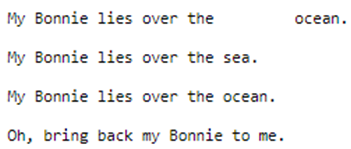 My Bonnie lies over the         ocean.
My Bonnie lies over the sea.
My Bonnie lies over the ocean.
Oh, bring back my Bonnie to me.